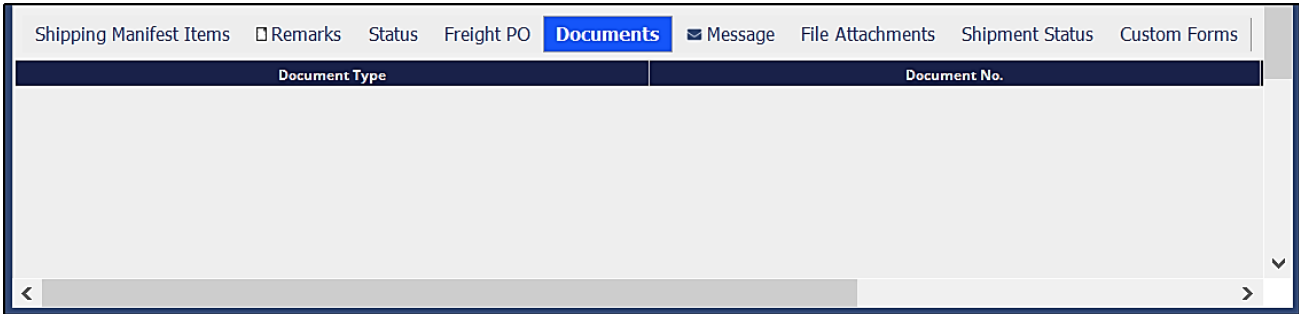 Shipping Manifest Items Remarks Status Freight PO Documents Message File Attachments Shipment Status Custom Forms
Document Type Document No.